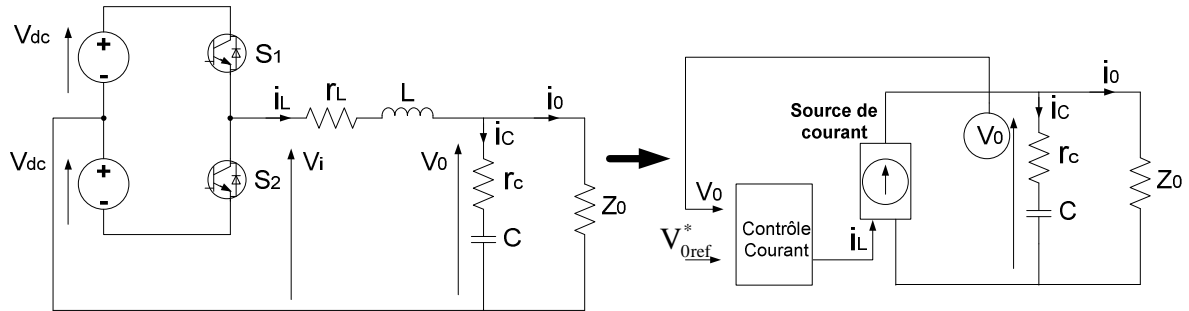 Vdc
+
-
S1
iL
rL
L
i0
iC
Vdc
+
-
S2
Vi
V0
rc
C
Z0
Source de
courant
i0
iC
V0
rc
Z0
V0
V*0ref
Contrôle
Courant
iL
C